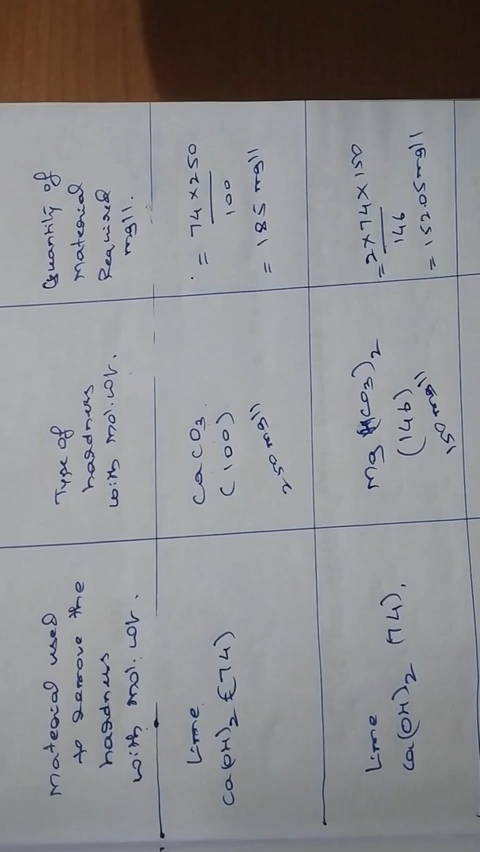 Material used
to remove the
hardness
with mol.wt.
Type of
hardness
with mol.wt.
Quantity of
Material
Required
mg/l.
Lime
Ca(OH)2 (74)
CaCO3
(100)
250 mg/l
= 74 x 250
100
= 185 mg/l
Lime
Ca(OH)2 (74).
Mg (HCO3)2
(146)
150 mg/l
= 2 x 74 x 150
146
= 152.05 mg/l